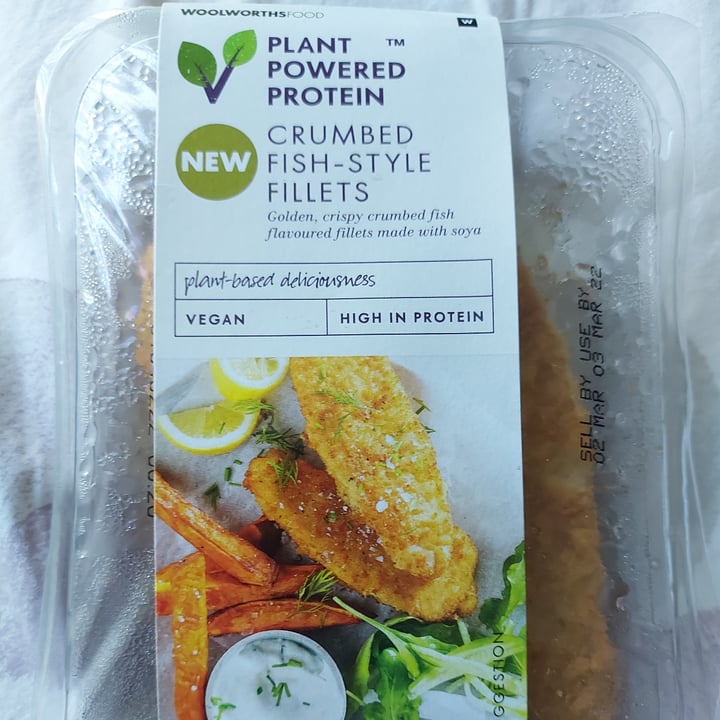 WOOLWORTHSFOOD
W
PLANT ™
POWERED
PROTEIN
NEW
CRUMBED
FISH-STYLE
FILLETS
Golden, crispy crumbed fish
flavoured fillets made with soya
plant-based deliciousness
VEGAN
HIGH IN PROTEIN
SELL BY USE BY
02 MAR 03 MAR 22